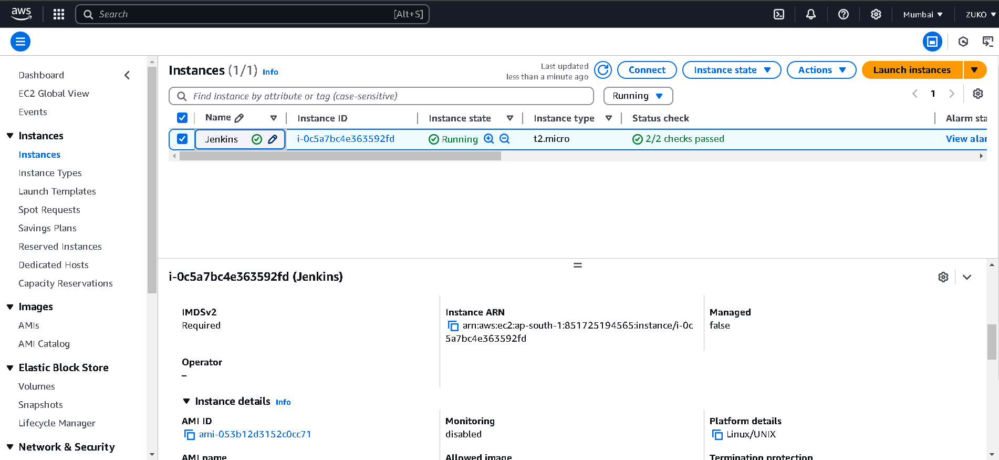 aws
Search [Alt+S] Mumbai ZUKO
Dashboard
EC2 Global View
Events
Instances
Instances
Instance Types
Launch Templates
Spot Requests
Savings Plans
Reserved Instances
Dedicated Hosts
Capacity Reservations
Images
AMIs
AMI Catalog
Elastic Block Store
Volumes
Snapshots
Lifecycle Manager
Network & Security
Instances (1/1) Info
Last updated
less than a minute ago
Connect Instance state Actions Launch instances
Find Instance by attribute or tag (case-sensitive) Running 1
Name Instance ID Instance state Instance type Status check Alarm sta
Jenkins i-0c5a7bc4e363592fd Running t2.micro 2/2 checks passed View alar
i-0c5a7bc4e363592fd (Jenkins)
IMDSv2
Required
Instance ARN
arn:aws:ec2:ap-south-1:851725194565:instance/i-0c
5a7bc4e363592fd
Managed
false
Operator
–
Instance details Info
AMI ID
ami-053b12d3152c0cc71
Monitoring
disabled
Platform details
Linux/UNIX
AMI name
Allowed image
Termination protection